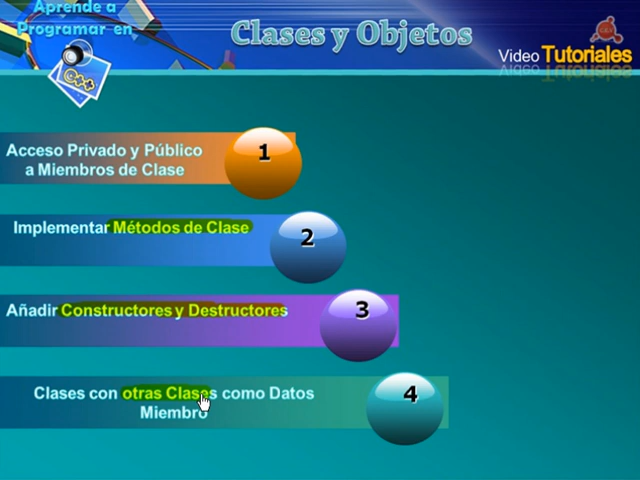 Aprende a
Programar en
C++
Clases y Objetos
Video Tutoriales
Acceso Privado y Público
a Miembros de Clase
1
Implementar Métodos de Clase
2
Añadir Constructores y Destructores
3
Clases con otras Clases como Datos
Miembro
4